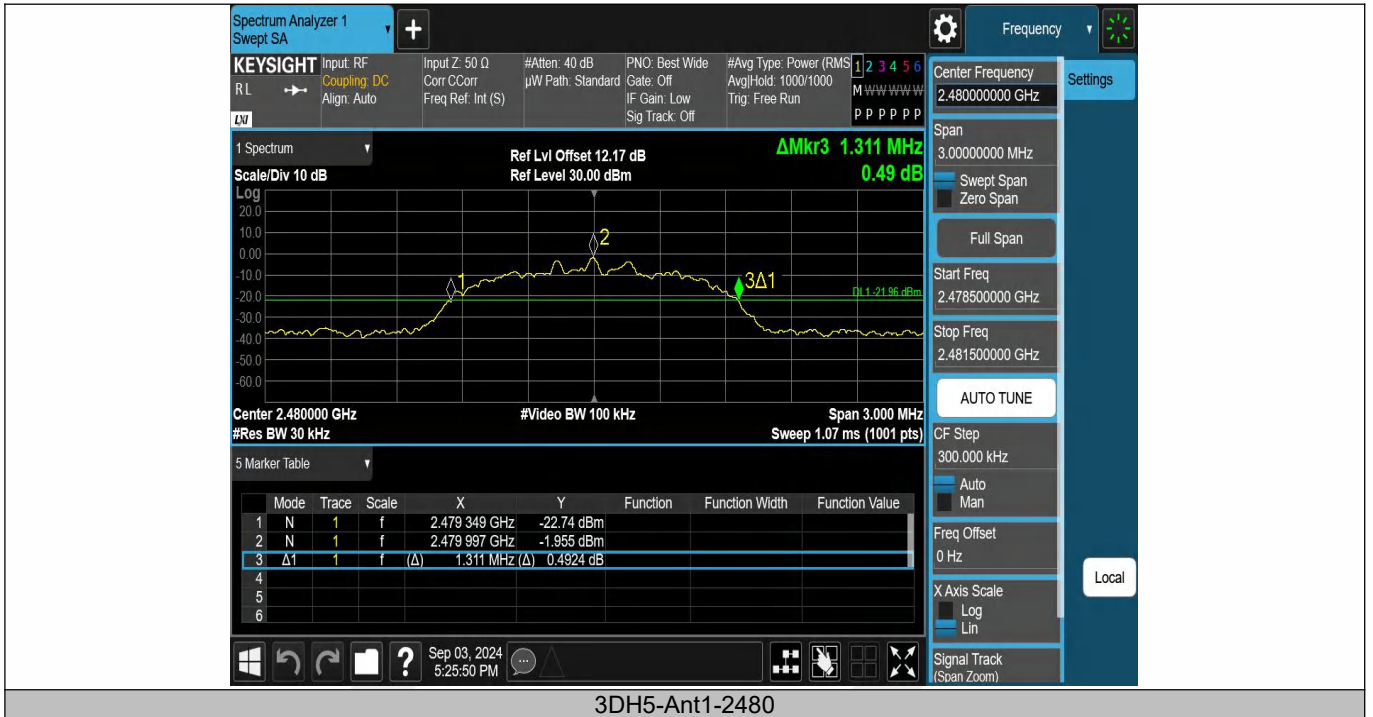 Spectrum Analyzer 1
Swept SA
+
Frequency
KEYSIGHT
RL
LXI
Input: RF
Coupling: DC
Align: Auto
Input Z: 50 Ω
Corr CCorr
Freq Ref: Int (S)
#Atten: 40 dB
µW Path: Standard
PNO: Best Wide
Gate: Off
IF Gain: Low
Sig Track: Off
#Avg Type: Power (RMS
Avg|Hold: 1000/1000
Trig: Free Run
1 2 3 4 5 6
M W W W W W
P P P P P P
1 Spectrum
Scale/Div 10 dB
Ref Lvl Offset 12.17 dB
Ref Level 30.00 dBm
ΔMkr3 1.311 MHz
0.49 dB
Log
20.0
10.0
0.00
-10.0
-20.0
-30.0
-40.0
-50.0
-60.0
1
2
3Δ1
DL1 -21.96 dBm
Center 2.480000 GHz
#Video BW 100 kHz
Span 3.000 MHz
#Res BW 30 kHz
Sweep 1.07 ms (1001 pts)
5 Marker Table
Mode Trace Scale X Y Function Function Width Function Value
1 N 1 f 2.479 349 GHz -22.74 dBm
2 N 1 f 2.479 997 GHz -1.955 dBm
3 Δ1 1 f (Δ) 1.311 MHz (Δ) 0.4924 dB
4
5
6
?
Sep 03, 2024
5:25:50 PM
Center Frequency
2.480000000 GHz
Settings
Span
3.00000000 MHz
Swept Span
Zero Span
Full Span
Start Freq
2.478500000 GHz
Stop Freq
2.481500000 GHz
AUTO TUNE
CF Step
300.000 kHz
Auto
Man
Freq Offset
0 Hz
X Axis Scale
Log
Lin
Signal Track
(Span Zoom)
Local
3DH5-Ant1-2480